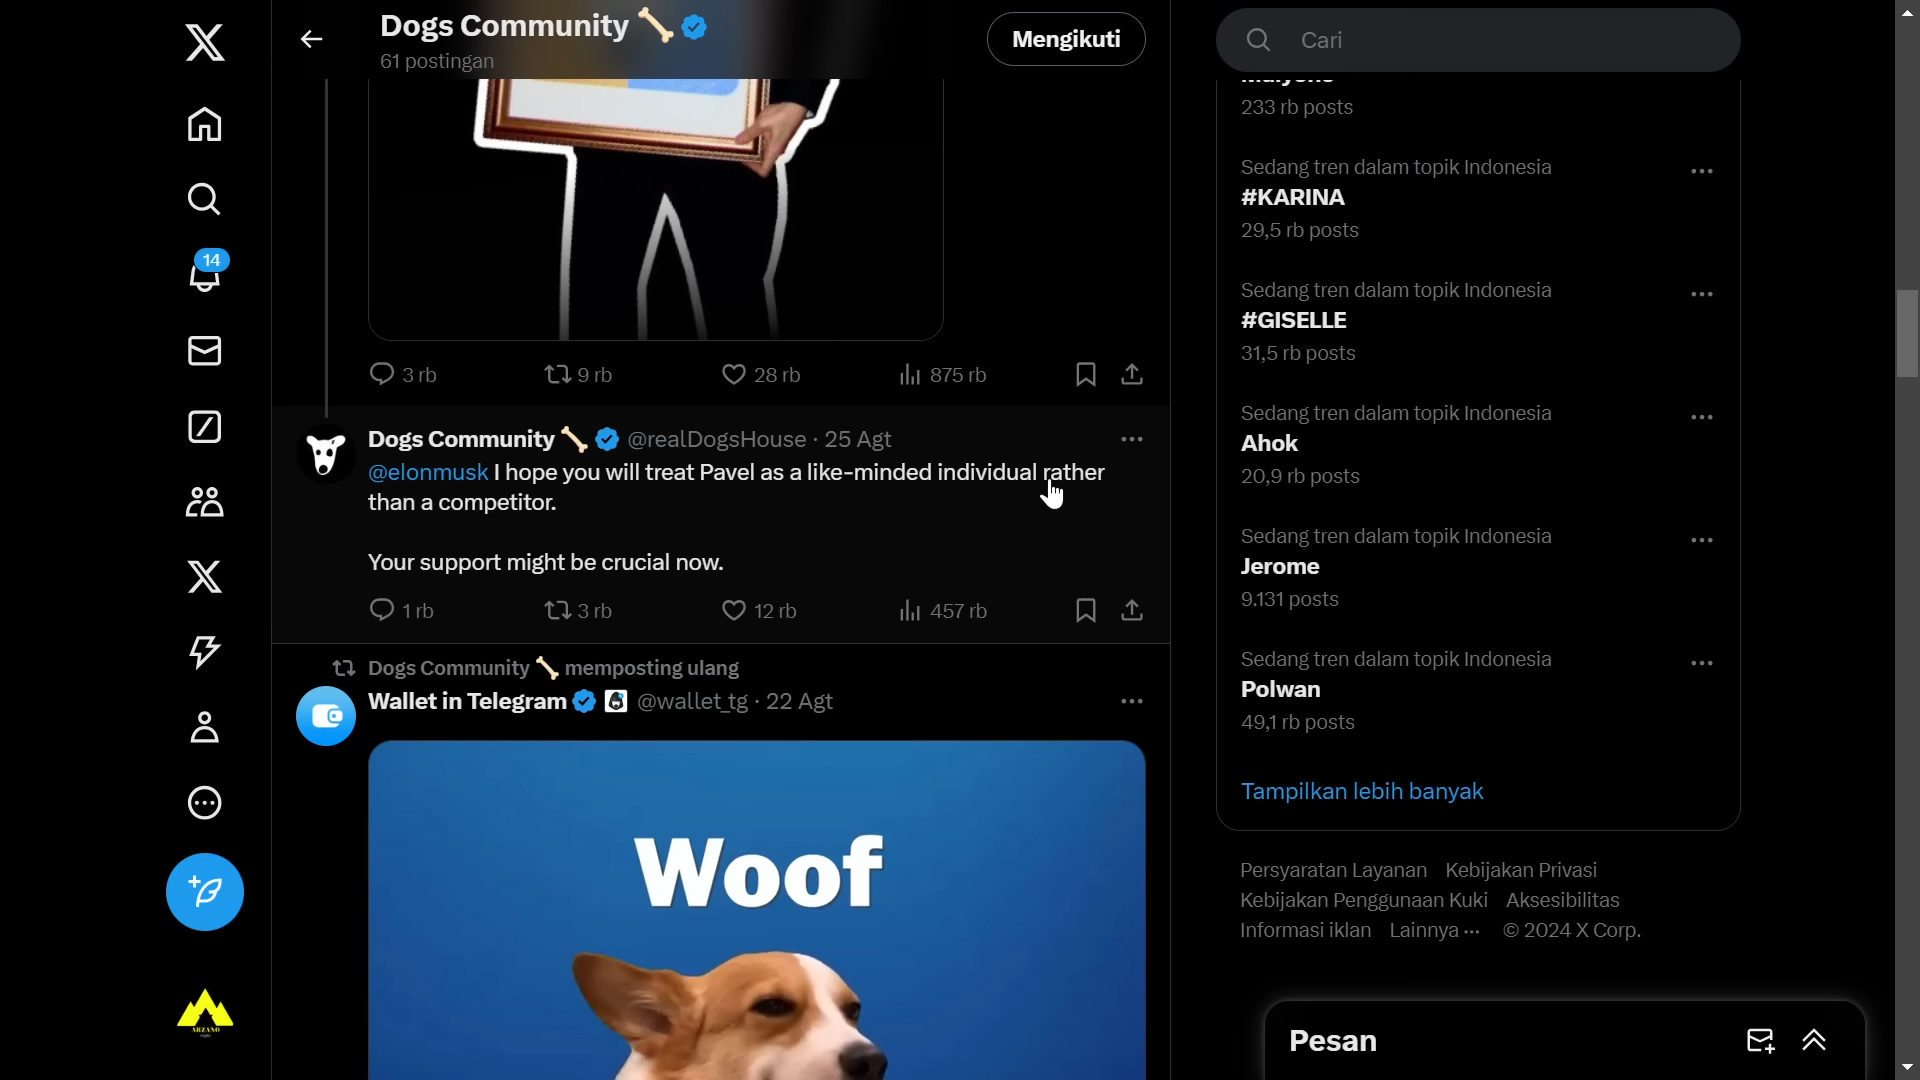 Dogs Community
61 postingan
Mengikuti
14
3 rb
9 rb
28 rb
875 rb
Dogs Community @realDogsHouse · 25 Agt
@elonmusk I hope you will treat Pavel as a like-minded individual rather
than a competitor.
Your support might be crucial now.
1 rb
3 rb
12 rb
457 rb
Dogs Community memposting ulang
Wallet in Telegram @wallet_tg · 22 Agt
Woof
Cari
233 rb posts
Sedang tren dalam topik Indonesia
#KARINA
29,5 rb posts
Sedang tren dalam topik Indonesia
#GISELLE
31,5 rb posts
Sedang tren dalam topik Indonesia
Ahok
20,9 rb posts
Sedang tren dalam topik Indonesia
Jerome
9.131 posts
Sedang tren dalam topik Indonesia
Polwan
49,1 rb posts
Tampilkan lebih banyak
Persyaratan Layanan Kebijakan Privasi
Kebijakan Penggunaan Kuki Aksesibilitas
Informasi iklan Lainnya ··· © 2024 X Corp.
Pesan
ARZANO